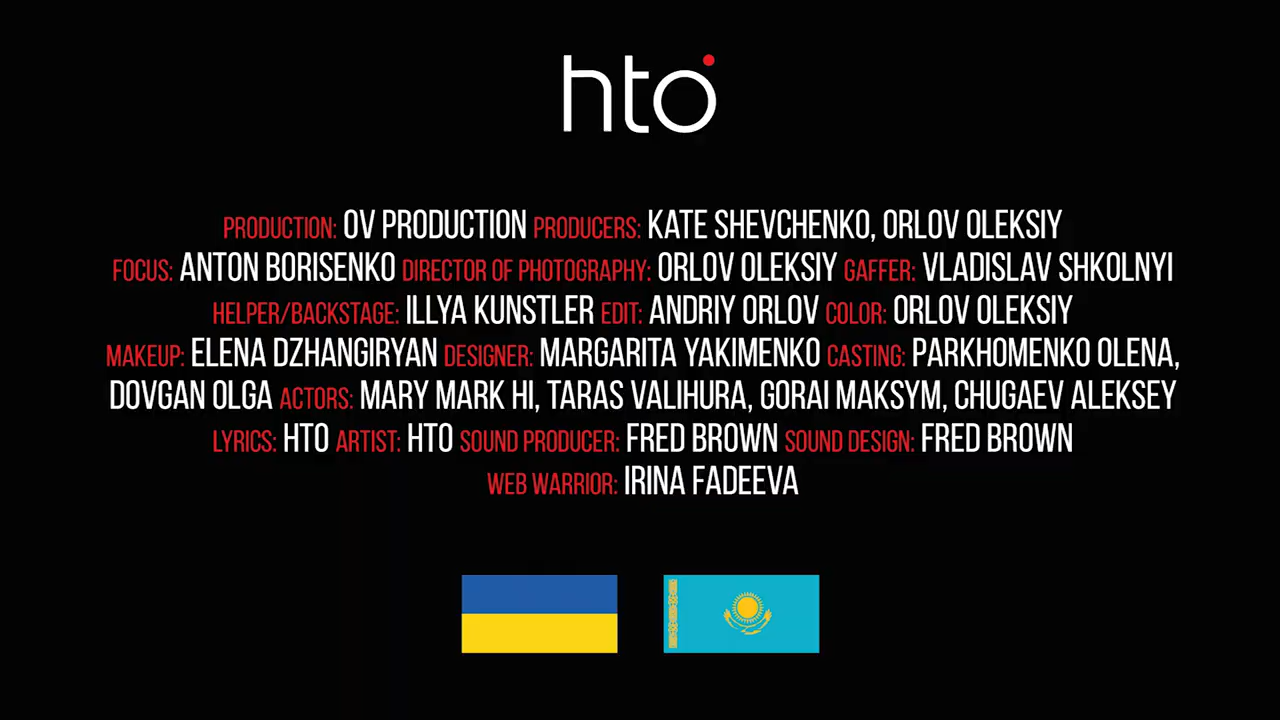 hto
PRODUCTION: OV PRODUCTION PRODUCERS: KATE SHEVCHENKO, ORLOV OLEKSIY
FOCUS: ANTON BORISENKO DIRECTOR OF PHOTOGRAPHY: ORLOV OLEKSIY GAFFER: VLADISLAV SHKOLNYI
HELPER/BACKSTAGE: ILLYA KUNSTLER EDIT: ANDRIY ORLOV COLOR: ORLOV OLEKSIY
MAKEUP: ELENA DZHANGIRYAN DESIGNER: MARGARITA YAKIMENKO CASTING: PARKHOMENKO OLENA,
DOVGAN OLGA ACTORS: MARY MARK HI, TARAS VALIHURA, GORAI MAKSYM, CHUGAEV ALEKSEY
LYRICS: HTO ARTIST: HTO SOUND PRODUCER: FRED BROWN SOUND DESIGN: FRED BROWN
WEB WARRIOR: IRINA FADEEVA